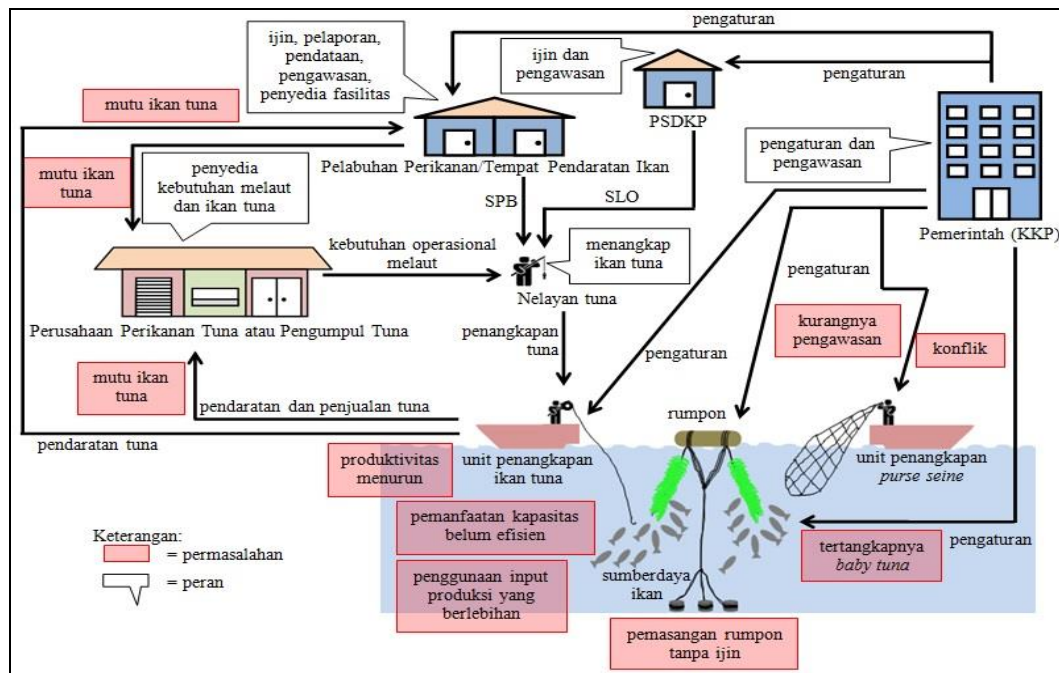 pengaturan
ijin, pelaporan,
pendataan,
pengawasan,
penyedia fasilitas
ijin dan
pengawasan
pengaturan
mutu ikan tuna
PSDKP
pengaturan dan
pengawasan
mutu ikan
tuna
penyedia
kebutuhan melaut
dan ikan tuna
Pelabuhan Perikanan/Tempat Pendaratan Ikan
SPB
SLO
Pemerintah (KKP)
kebutuhan operasional
melaut
menangkap
ikan tuna
pengaturan
Nelayan tuna
Perusahaan Perikanan Tuna atau Pengumpul Tuna
penangkapan
tuna
pengaturan
kurangnya
pengawasan
konflik
mutu ikan
tuna
pendaratan dan penjualan tuna
rumpon
pendaratan tuna
produktivitas
menurun
unit penangkapan
ikan tuna
unit penangkapan
purse seine
pemanfaatan kapasitas
belum efisien
Keterangan:
= permasalahan
= peran
tertangkapnya
baby tuna
pengaturan
penggunaan input
produksi yang
berlebihan
sumberdaya
ikan
pemasangan rumpon
tanpa ijin